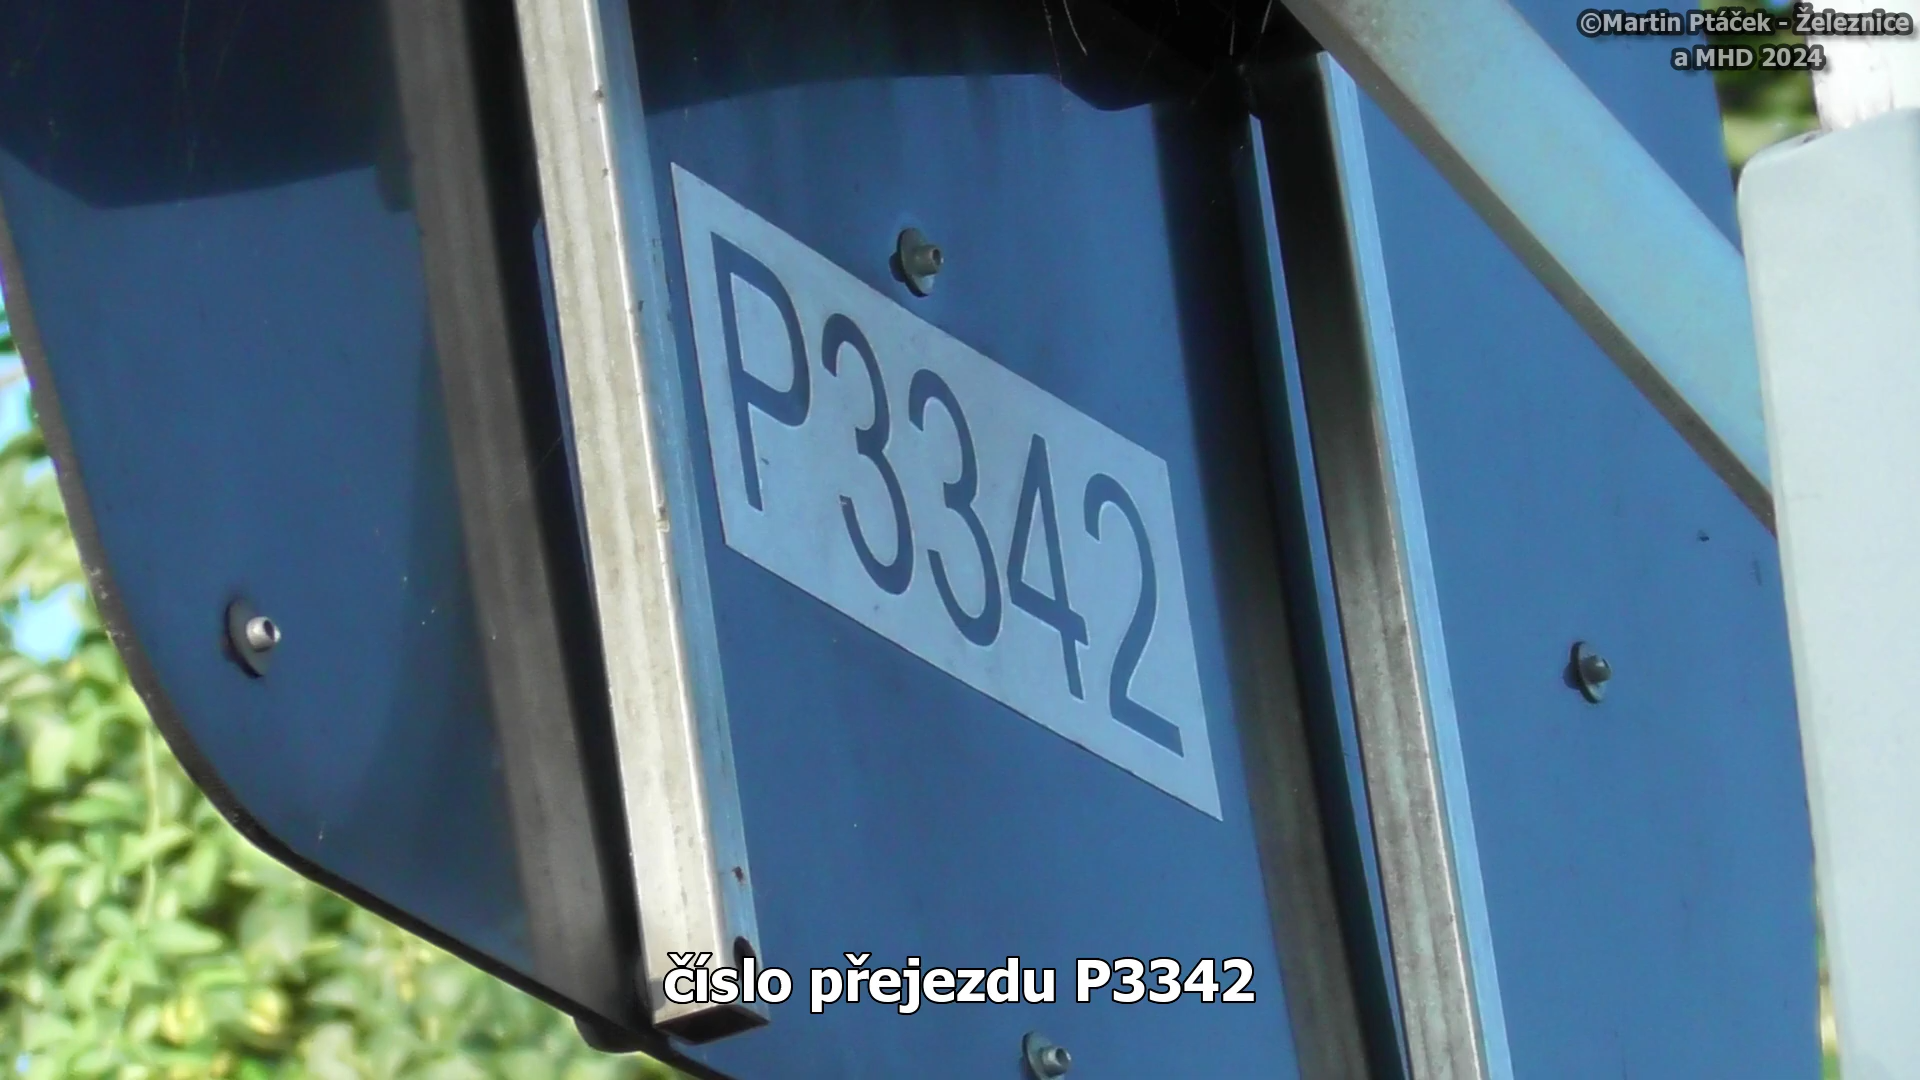 ©Martin Ptáček - Železnice
a MHD 2024
P3342
číslo přejezdu P3342